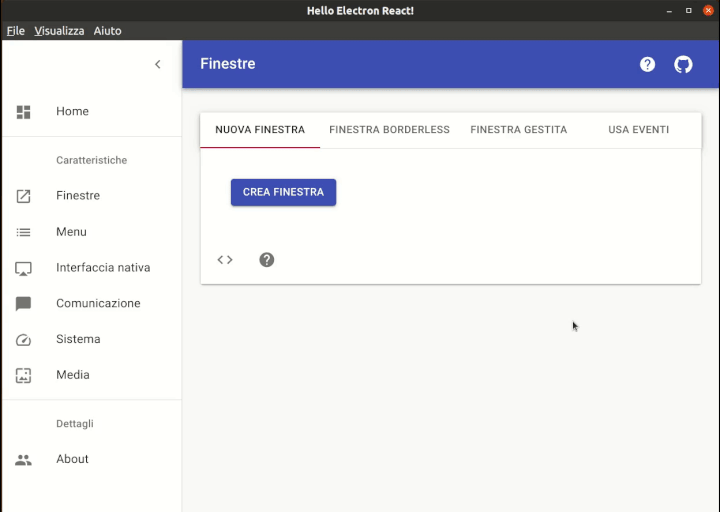 Hello Electron React!
File Visualizza Aiuto
Finestre
Home
Caratteristiche
Finestre
Menu
Interfaccia nativa
Comunicazione
Sistema
Media
Dettagli
About
NUOVA FINESTRA FINESTRA BORDERLESS FINESTRA GESTITA USA EVENTI
CREA FINESTRA